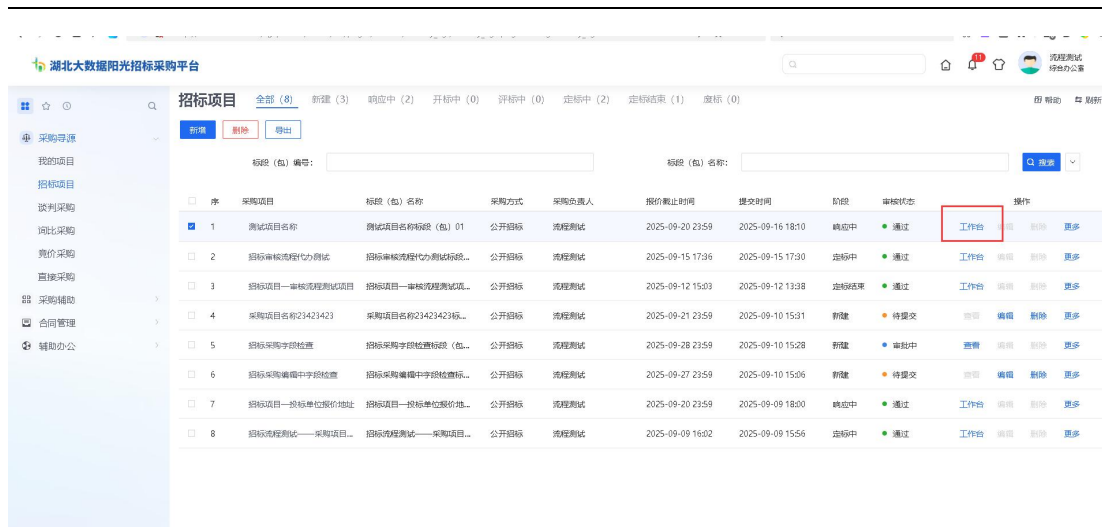 湖北大数据阳光招标采购平台
11
流程测试
综合办公室
招标项目 全部 (8) 新建 (3) 响应中 (2) 开标中 (0) 评标中 (0) 定标中 (2) 定标结束 (1) 废标 (0) 帮助 刷新
新增 删除 导出
采购寻源
我的项目
招标项目
谈判采购
询比采购
竞价采购
直接采购
采购辅助
合同管理
辅助办公
标段(包)编号: 标段(包)名称: 搜索
序 采购项目 标段(包)名称 采购方式 采购负责人 报价截止时间 提交时间 阶段 审核状态 操作
1 测试项目名称 测试项目名称标段(包)01 公开招标 流程测试 2025-09-20 23:59 2025-09-16 18:10 响应中 通过 工作台 编辑 删除 更多
2 招标审核流程代办测试 招标审核流程代办测试标段... 公开招标 流程测试 2025-09-15 17:36 2025-09-15 17:30 定标中 通过 工作台 编辑 删除 更多
3 招标项目—审核流程测试项目 招标项目—审核流程测试项... 公开招标 流程测试 2025-09-12 15:03 2025-09-12 13:38 定标结束 通过 工作台 编辑 删除 更多
4 采购项目名称23423423 采购项目名称23423423标... 公开招标 流程测试 2025-09-21 23:59 2025-09-10 15:31 新建 待提交 查看 编辑 删除 更多
5 招标采购字段检查 招标采购字段检查标段(包... 公开招标 流程测试 2025-09-28 23:59 2025-09-10 15:28 新建 审批中 查看 编辑 删除 更多
6 招标采购编辑中字段检查 招标采购编辑中字段检查标... 公开招标 流程测试 2025-09-27 23:59 2025-09-10 15:06 新建 待提交 查看 编辑 删除 更多
7 招标项目—投标单位报价地址 招标项目—投标单位报价地... 公开招标 流程测试 2025-09-20 23:59 2025-09-09 18:00 响应中 通过 工作台 编辑 删除 更多
8 招标流程测试——采购项目... 招标流程测试——采购项目... 公开招标 流程测试 2025-09-09 16:02 2025-09-09 15:56 定标中 通过 工作台 编辑 删除 更多